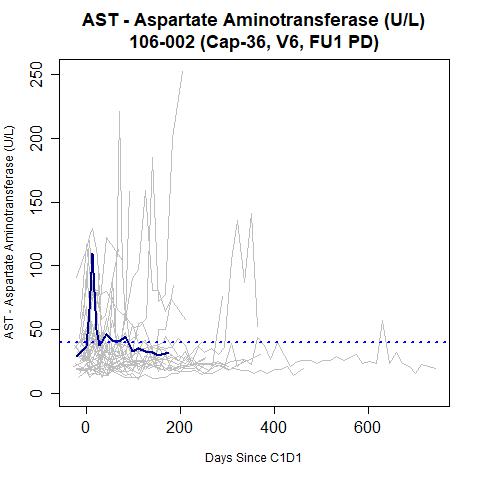 AST - Aspartate Aminotransferase (U/L)
106-002 (Cap-36, V6, FU1 PD)
AST - Aspartate Aminotransferase (U/L)
250
200
150
100
50
0
0 200 400 600
Days Since C1D1